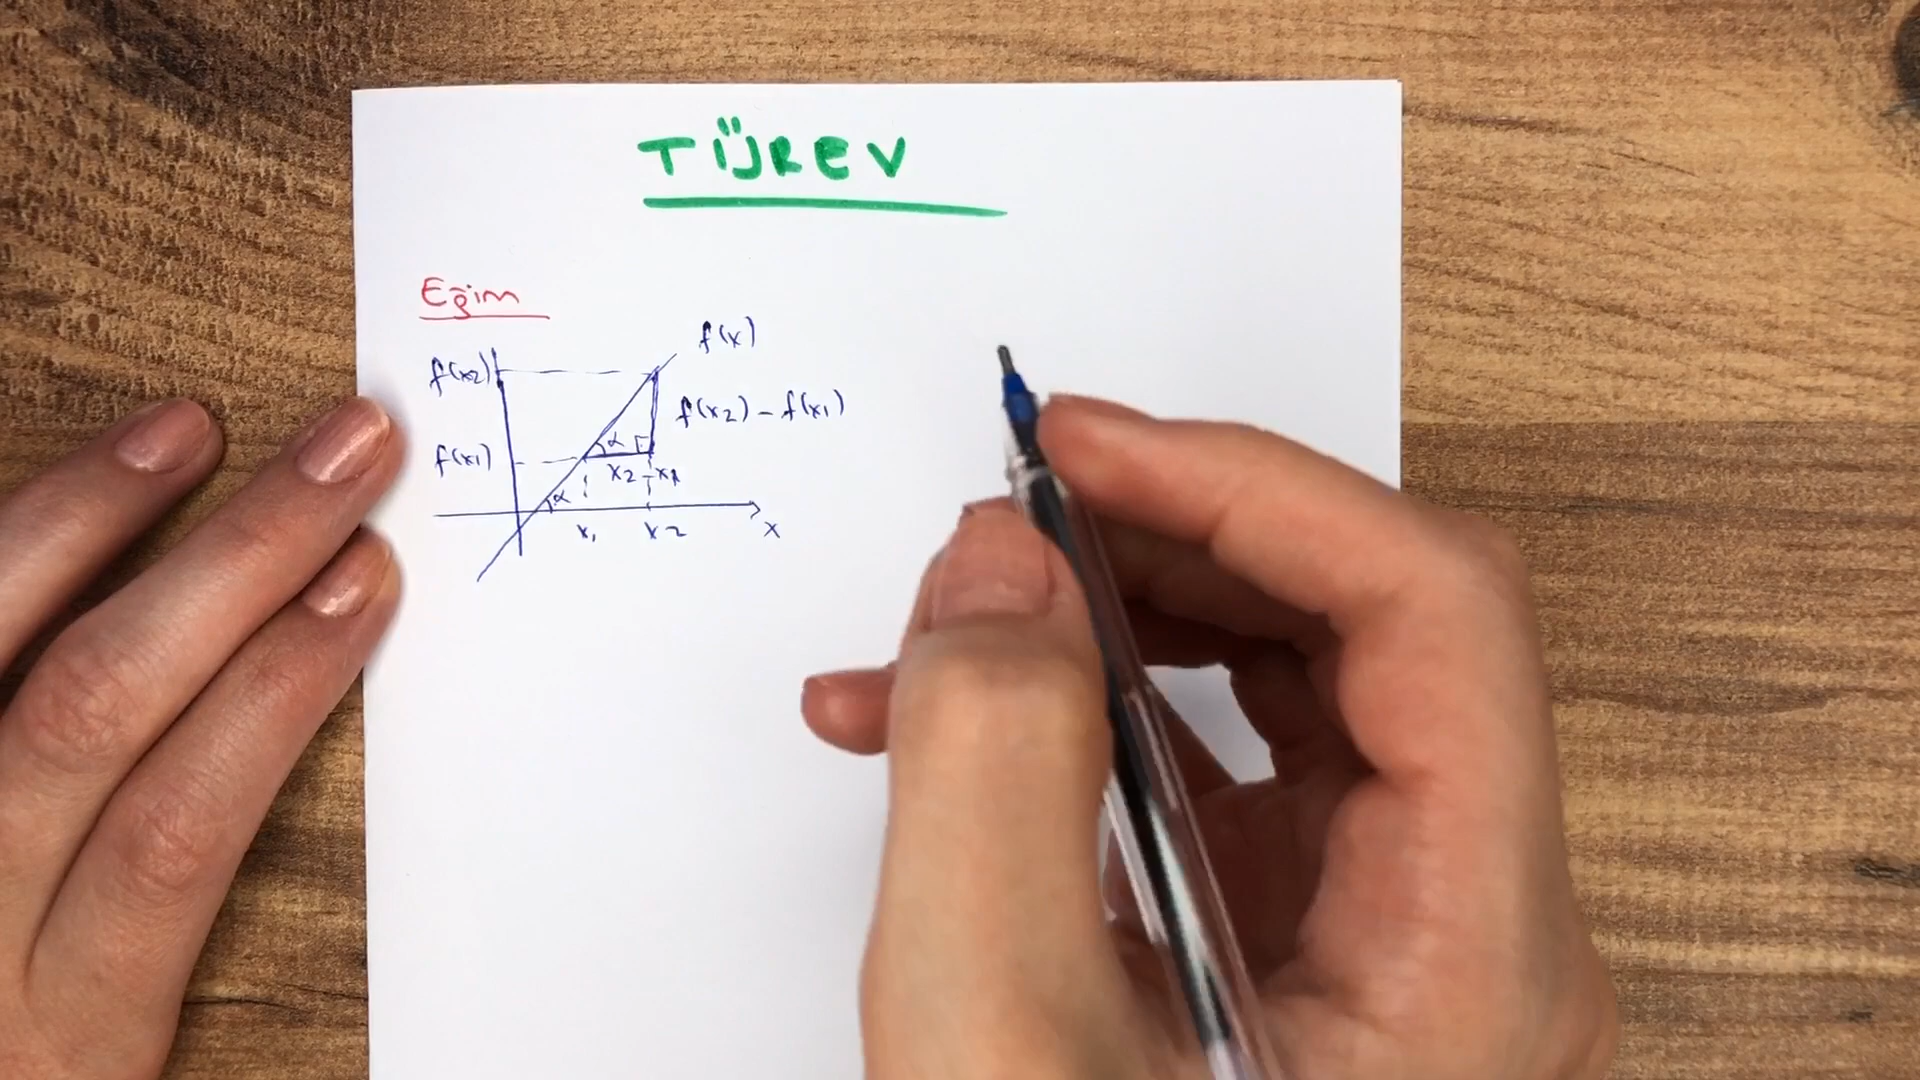 TÜREV
Eğim
f(x)
f(x2)
f(x2) - f(x1)
α
f(x1)
x2 - x1
α
x1 x2 x